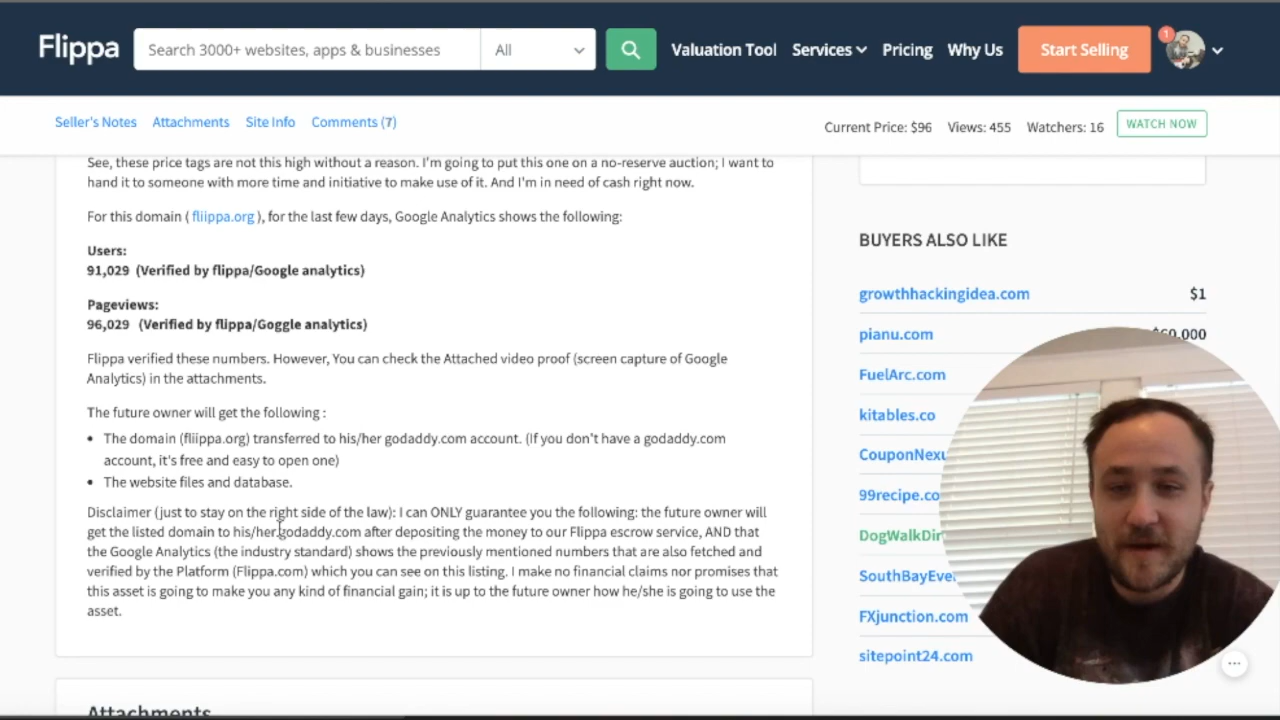 Flippa
Search 3000+ websites, apps & businesses
All
Valuation Tool
Services
Pricing
Why Us
Start Selling
1
Seller's Notes
Attachments
Site Info
Comments (7)
Current Price: $96
Views: 455
Watchers: 16
WATCH NOW
See, these price tags are not this high without a reason. I'm going to put this one on a no-reserve auction; I want to
hand it to someone with more time and initiative to make use of it. And I'm in need of cash right now.
For this domain ( fliippa.org ), for the last few days, Google Analytics shows the following:
Users:
91,029 (Verified by flippa/Google analytics)
Pageviews:
96,029 (Verified by flippa/Goggle analytics)
Flippa verified these numbers. However, You can check the Attached video proof (screen capture of Google
Analytics) in the attachments.
The future owner will get the following :
• The domain (fliippa.org) transferred to his/her godaddy.com account. (If you don't have a godaddy.com
account, it's free and easy to open one)
• The website files and database.
Disclaimer (just to stay on the right side of the law): I can ONLY guarantee you the following: the future owner will
get the listed domain to his/her godaddy.com after depositing the money to our Flippa escrow service, AND that
the Google Analytics (the industry standard) shows the previously mentioned numbers that are also fetched and
verified by the Platform (Flippa.com) which you can see on this listing. I make no financial claims nor promises that
this asset is going to make you any kind of financial gain; it is up to the future owner how he/she is going to use the
asset.
Attachments
BUYERS ALSO LIKE
growthhackingidea.com $1
pianu.com
FuelArc.com
kitables.co
99recipe.co
FXjunction.com
sitepoint24.com